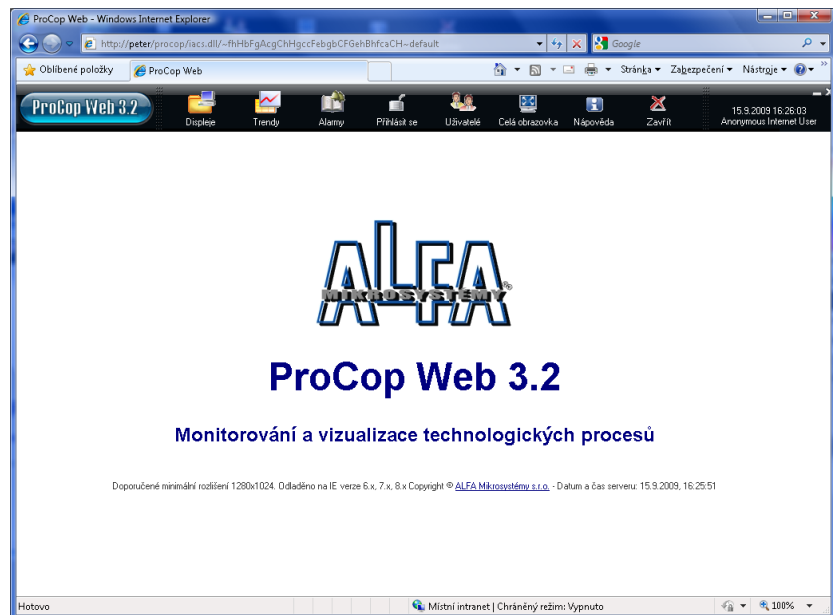 ProCop Web - Windows Internet Explorer
http://peter/procop/iacs.dll/~fhHbFgAcgChHgccFebgbCFGehBhfcaCH~default
Google
Oblíbené položky
ProCop Web
Stránka
Zabezpečení
Nástroje
ProCop Web 3.2
Displeje
Trendy
Alarmy
Přihlásit se
Uživatelé
Celá obrazovka
Nápověda
Zavřít
15.9.2009 16:26:03
Anonymous Internet User
ALFA
MIKROSYSTÉMY
®
ProCop Web 3.2
Monitorování a vizualizace technologických procesů
Doporučené minimální rozlišení 1280x1024. Odladěno na IE verze 6.x, 7.x, 8.x Copyright © ALFA Mikrosystémy s.r.o. - Datum a čas serveru: 15.9.2009, 16:25:51
Hotovo
Místní intranet | Chráněný režim: Vypnuto
100%